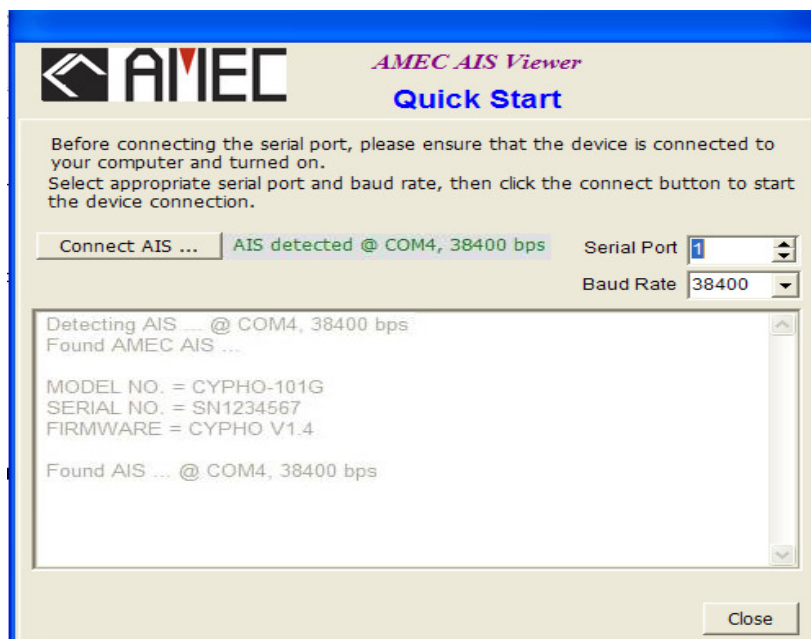 AMEC
AMEC AIS Viewer
Quick Start
Before connecting the serial port, please ensure that the device is connected to
your computer and turned on.
Select appropriate serial port and baud rate, then click the connect button to start
the device connection.
Connect AIS ...
AIS detected @ COM4, 38400 bps
Serial Port
1
Baud Rate
38400
Detecting AIS ... @ COM4, 38400 bps
Found AMEC AIS ...
MODEL NO. = CYPHO-101G
SERIAL NO. = SN1234567
FIRMWARE = CYPHO V1.4
Found AIS ... @ COM4, 38400 bps
Close